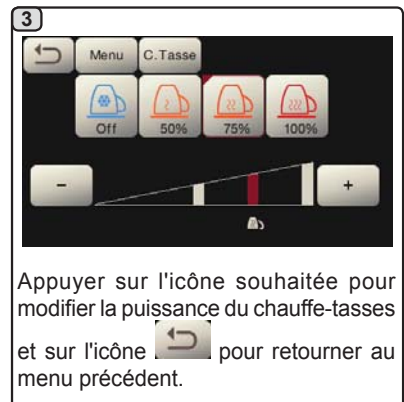 3
Menu C.Tasse
Off 50% 75% 100%
- +
Appuyer sur l'icône souhaitée pour
modifier la puissance du chauffe-tasses
et sur l'icône pour retourner au
menu précédent.